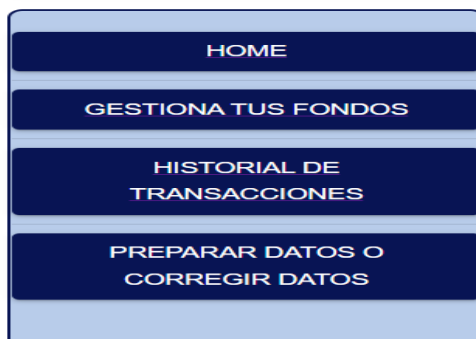 HOME
GESTIONA TUS FONDOS
HISTORIAL DE
TRANSACCIONES
PREPARAR DATOS O
CORREGIR DATOS